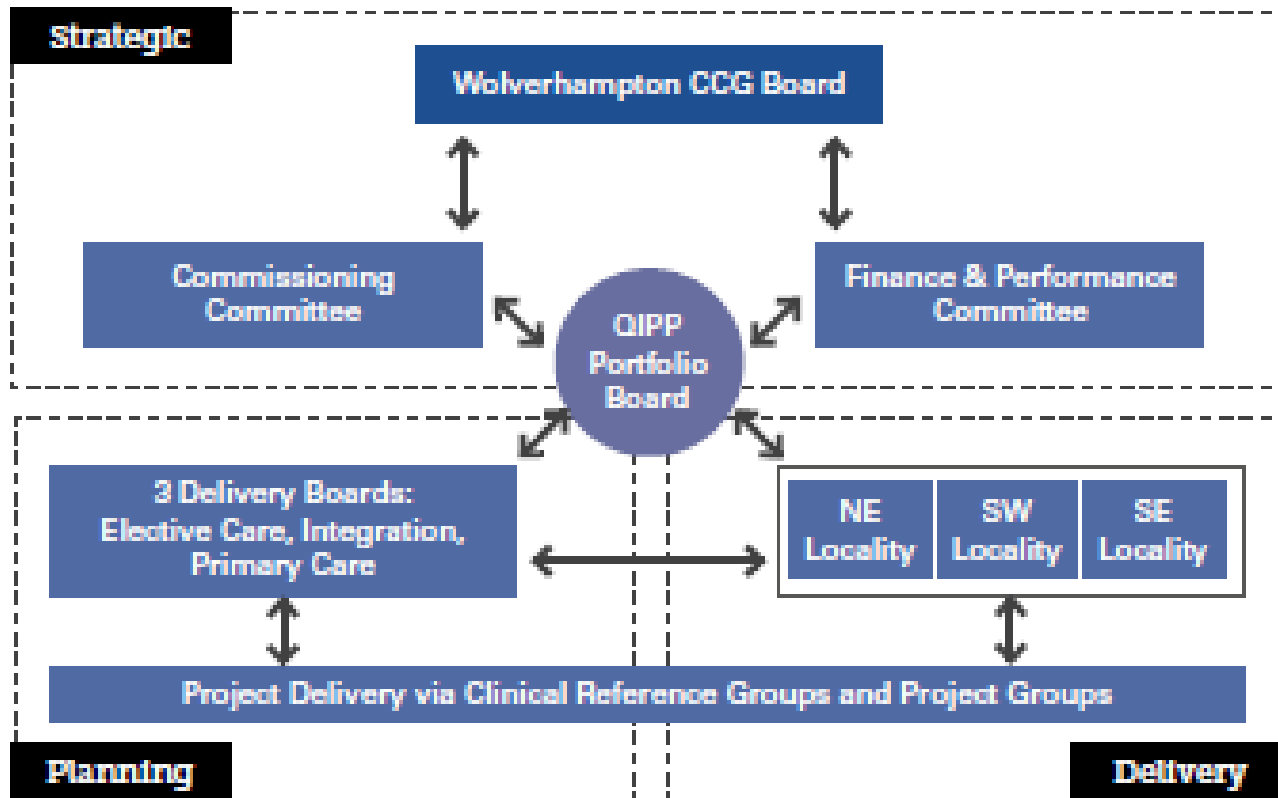 Strategic
Wolverhampton CCG Board
Commissioning
Committee
Finance & Performance
Committee
QIPP
Portfolio
Board
3 Delivery Boards:
Elective Care, Integration,
Primary Care
NE
Locality
SW
Locality
SE
Locality
Project Delivery via Clinical Reference Groups and Project Groups
Planning
Delivery